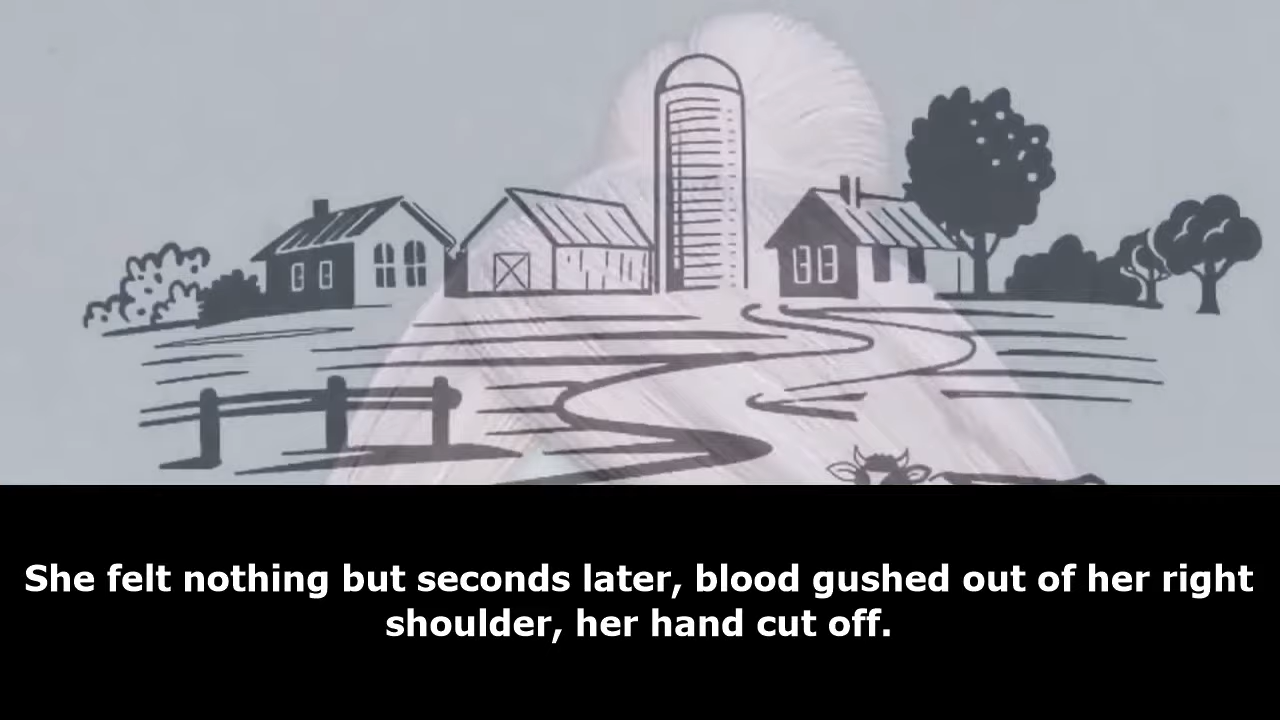 She felt nothing but seconds later, blood gushed out of her right
shoulder, her hand cut off.